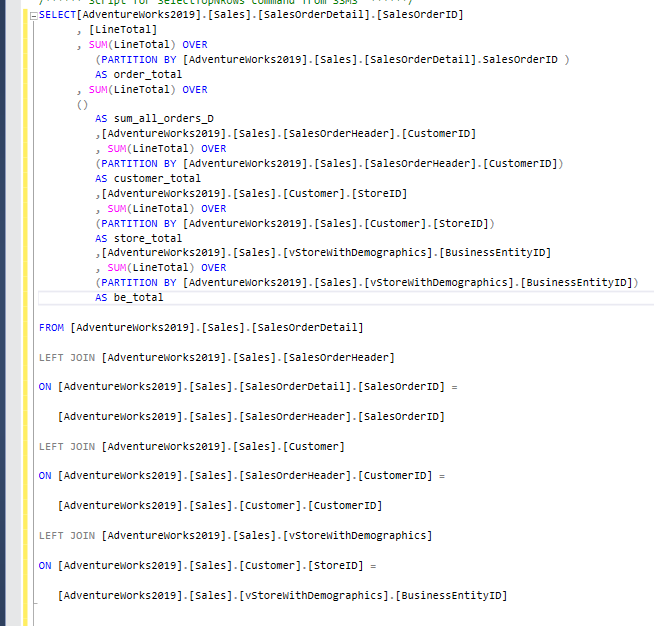 /****** Script for SelectTopNRows command from SSMS ******/
SELECT[AdventureWorks2019].[Sales].[SalesOrderDetail].[SalesOrderID]
, [LineTotal]
, SUM(LineTotal) OVER
(PARTITION BY [AdventureWorks2019].[Sales].[SalesOrderDetail].SalesOrderID )
AS order_total
, SUM(LineTotal) OVER
()
AS sum_all_orders_D
,[AdventureWorks2019].[Sales].[SalesOrderHeader].[CustomerID]
, SUM(LineTotal) OVER
(PARTITION BY [AdventureWorks2019].[Sales].[SalesOrderHeader].[CustomerID])
AS customer_total
,[AdventureWorks2019].[Sales].[Customer].[StoreID]
, SUM(LineTotal) OVER
(PARTITION BY [AdventureWorks2019].[Sales].[Customer].[StoreID])
AS store_total
,[AdventureWorks2019].[Sales].[vStoreWithDemographics].[BusinessEntityID]
, SUM(LineTotal) OVER
(PARTITION BY [AdventureWorks2019].[Sales].[vStoreWithDemographics].[BusinessEntityID])
AS be_total
FROM [AdventureWorks2019].[Sales].[SalesOrderDetail]
LEFT JOIN [AdventureWorks2019].[Sales].[SalesOrderHeader]
ON [AdventureWorks2019].[Sales].[SalesOrderDetail].[SalesOrderID] =
[AdventureWorks2019].[Sales].[SalesOrderHeader].[SalesOrderID]
LEFT JOIN [AdventureWorks2019].[Sales].[Customer]
ON [AdventureWorks2019].[Sales].[SalesOrderHeader].[CustomerID] =
[AdventureWorks2019].[Sales].[Customer].[CustomerID]
LEFT JOIN [AdventureWorks2019].[Sales].[vStoreWithDemographics]
ON [AdventureWorks2019].[Sales].[Customer].[StoreID] =
[AdventureWorks2019].[Sales].[vStoreWithDemographics].[BusinessEntityID]